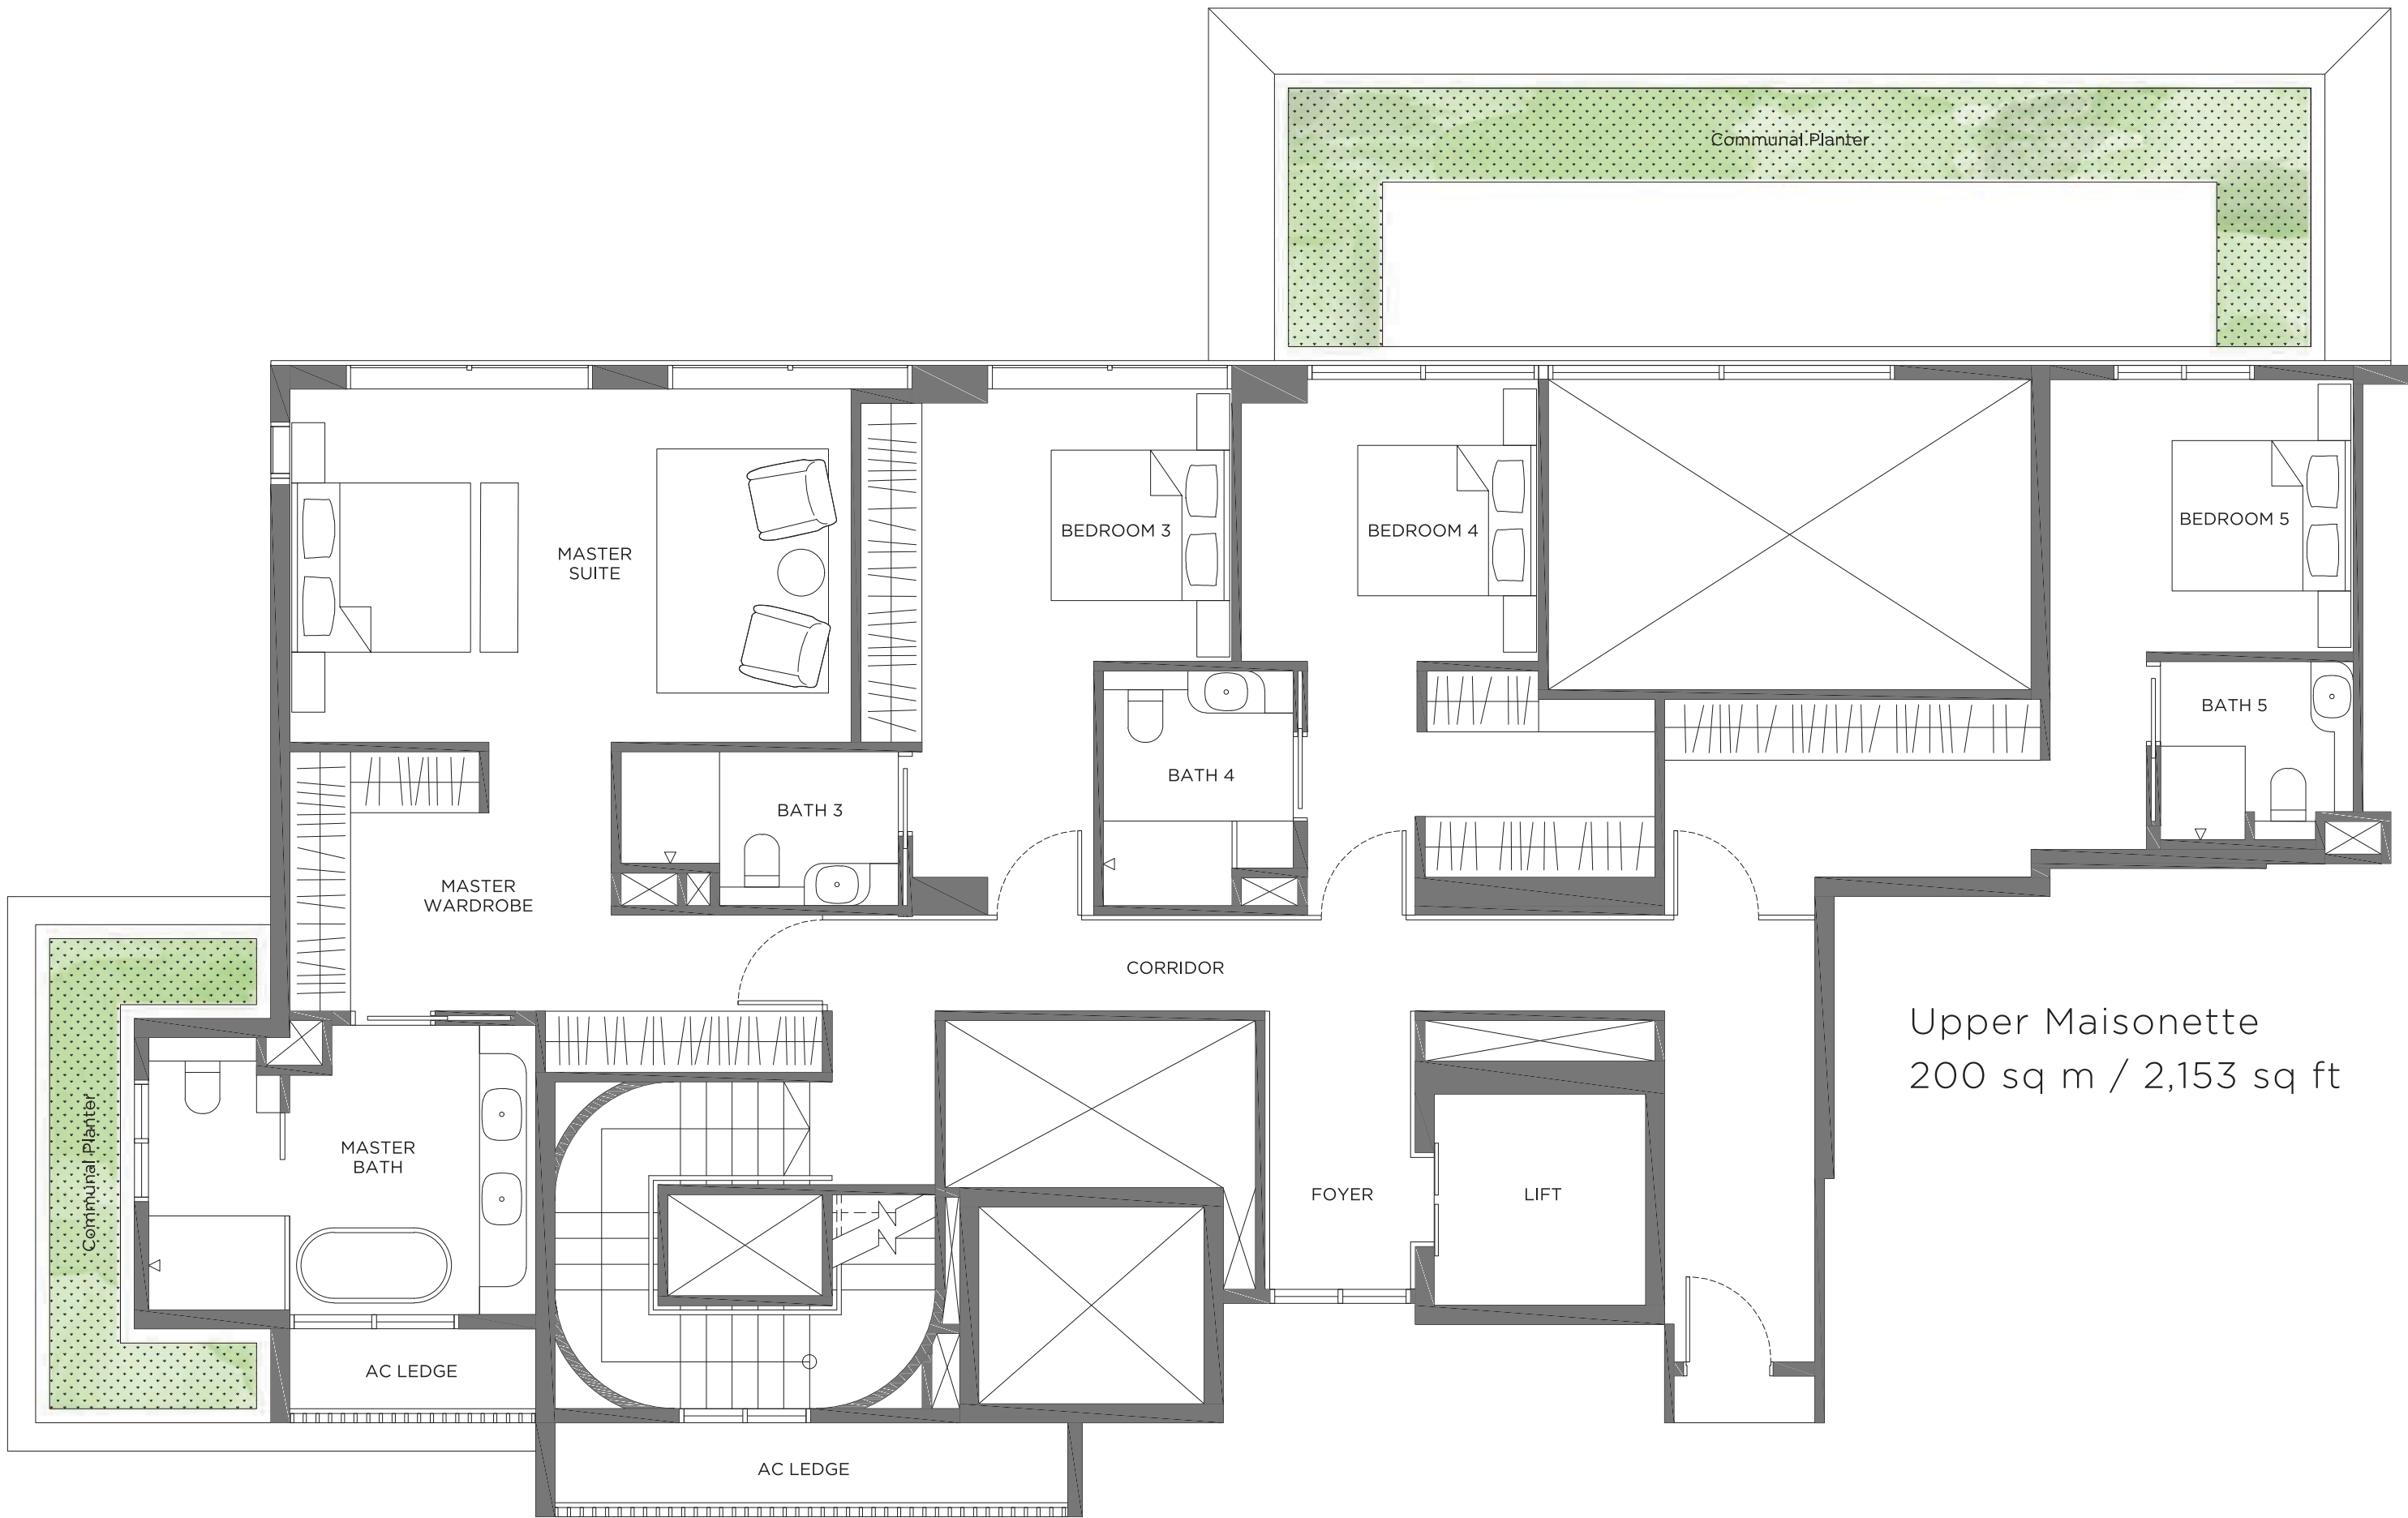 Communal Planter
MASTER
SUITE
BEDROOM 3
BEDROOM 4
BEDROOM 5
BATH 3
BATH 4
BATH 5
MASTER
WARDROBE
CORRIDOR
Upper Maisonette
200 sq m / 2,153 sq ft
Communal Planter
MASTER
BATH
FOYER
LIFT
AC LEDGE
AC LEDGE